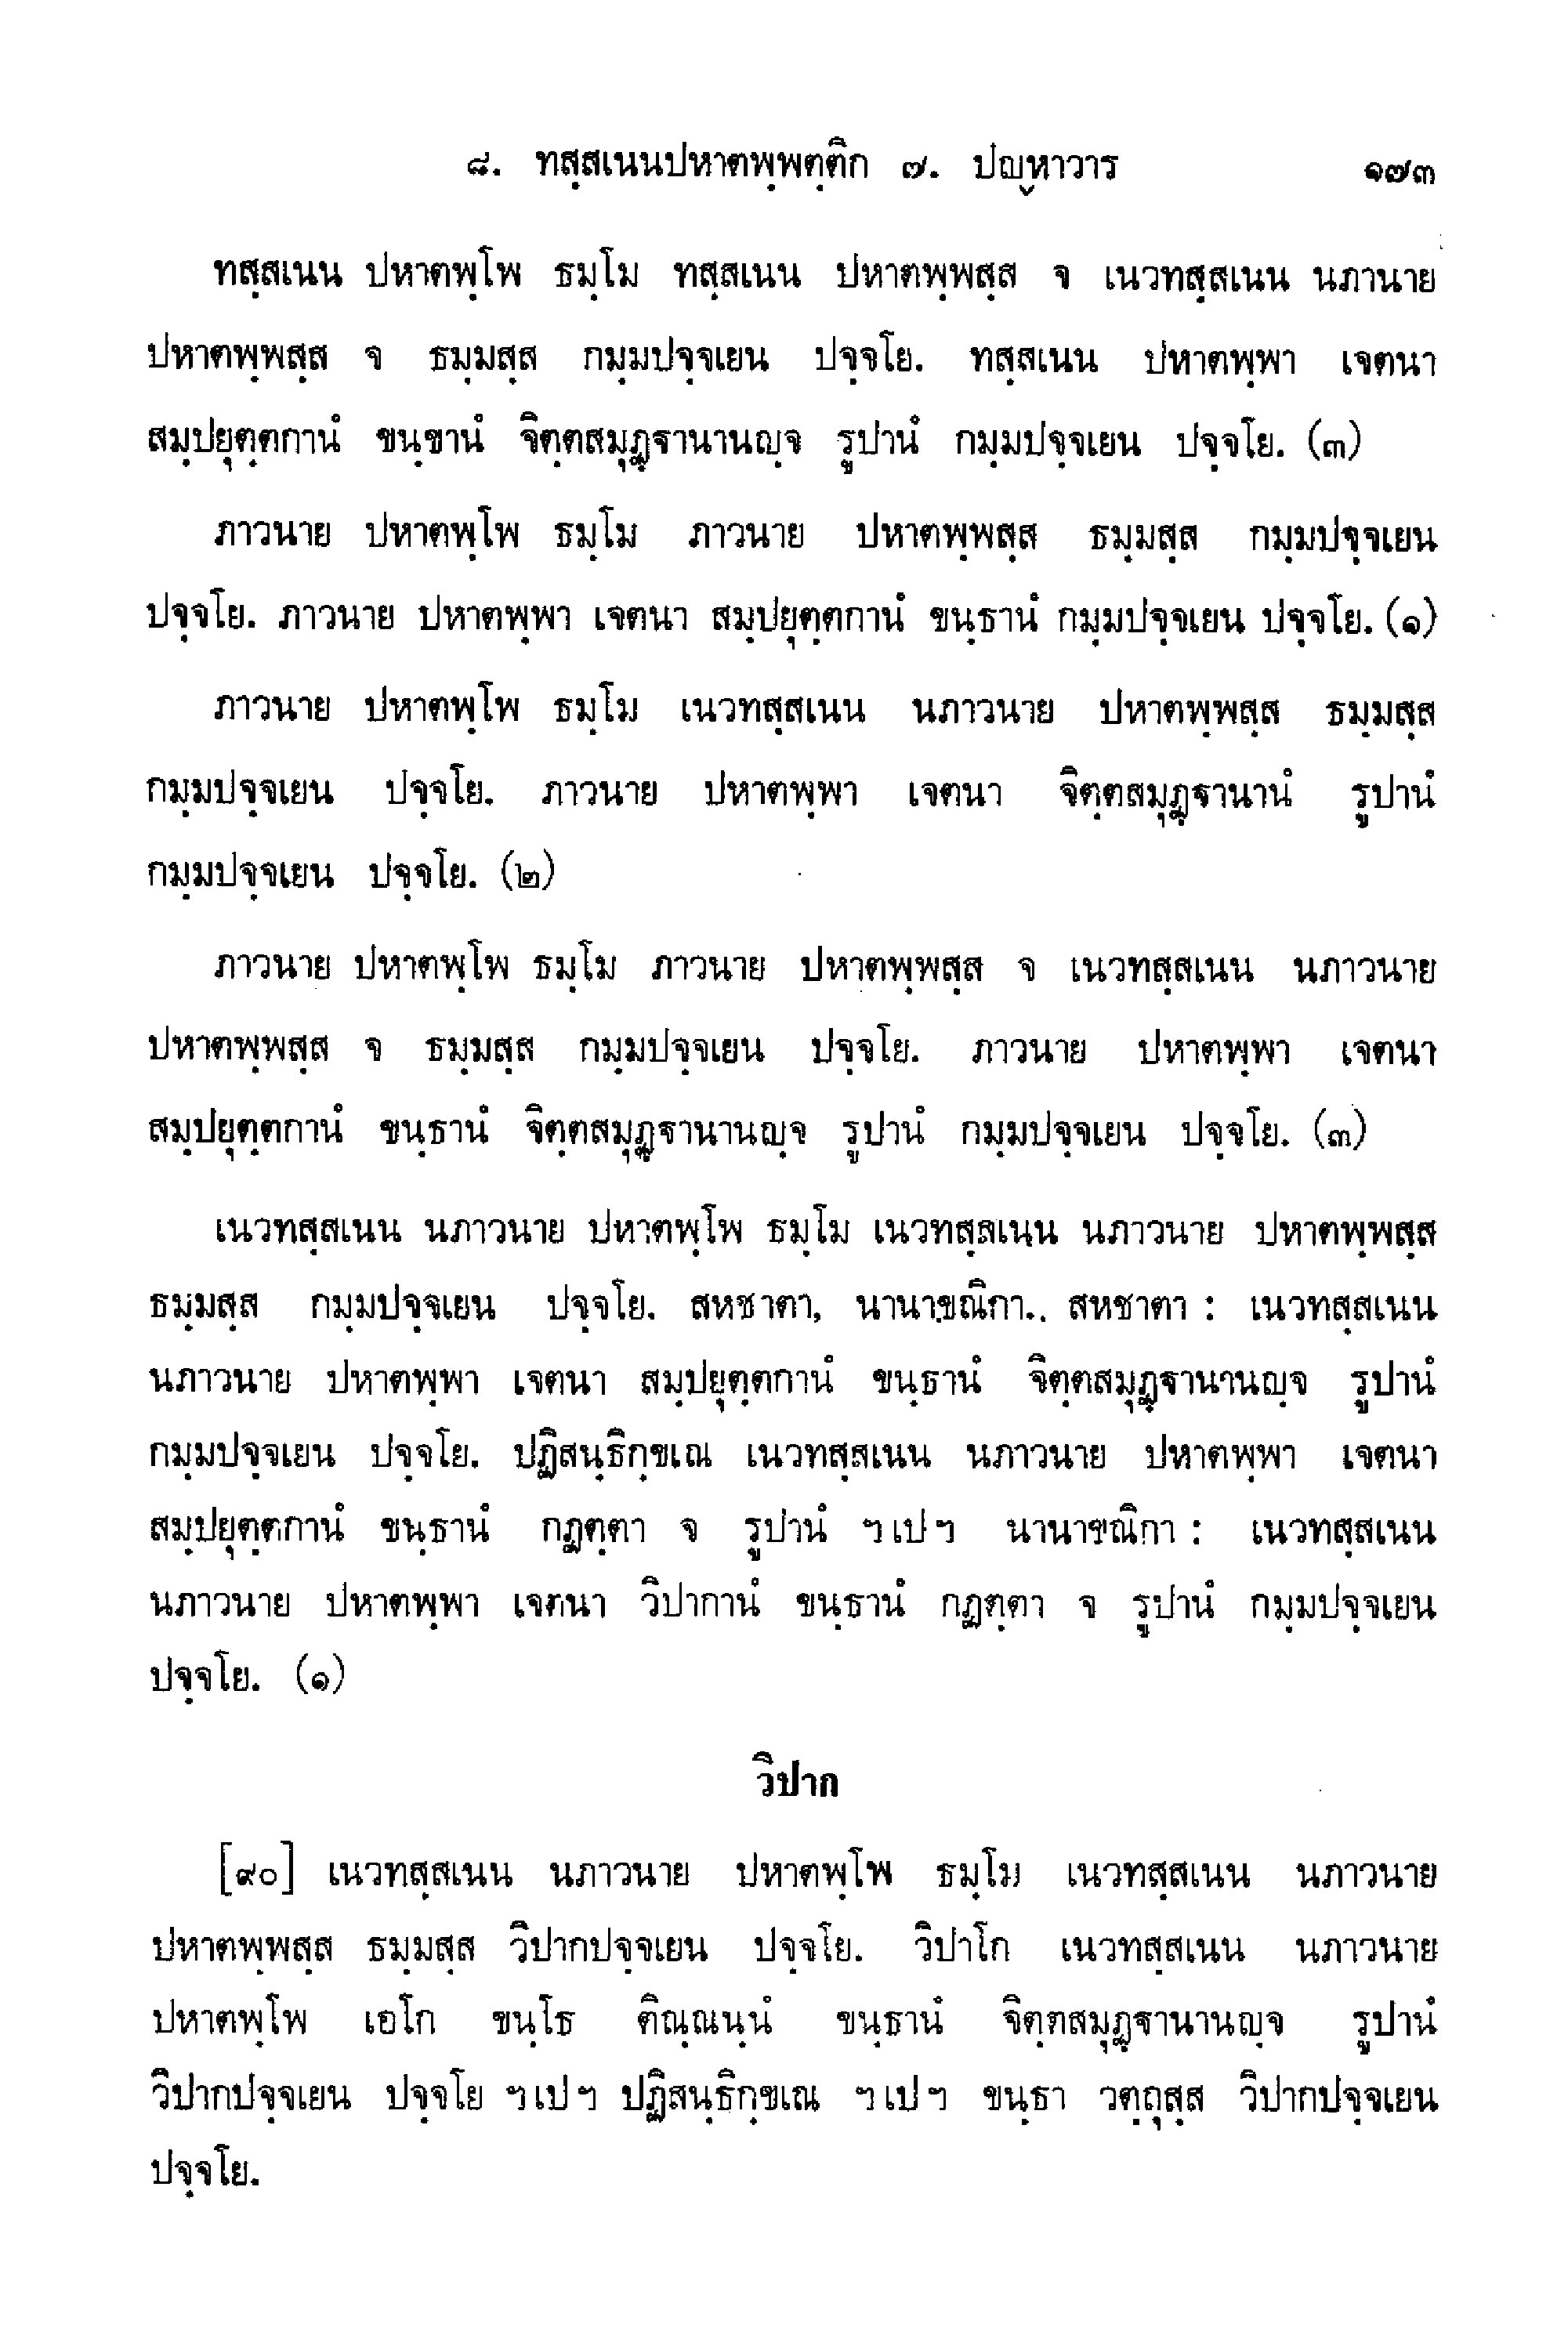 ๘. ทสฺสเนนปหาตพฺพตฺติก ๗. ปญฺหาวาร ๑๗๓
ทสฺสเนน ปหาตพฺโพ ธมฺโม ทสฺสเนน ปหาตพฺพสฺส จ เนวทสฺสเนน นภาวนาย
ปหาตพฺพสฺส จ ธมฺมสฺส กมฺมปจฺจเยน ปจฺจโย. ทสฺสเนน ปหาตพฺพา เจตนา
สมฺปยุตฺตกานํ ขนฺขานํ จิตฺตสมุฏฺฐานานญฺจ รูปานํ กมฺมปจฺจเยน ปจฺจโย. (๓)
ภาวนาย ปหาตพฺโพ ธมฺโม ภาวนาย ปหาตพฺพสฺส ธมฺมสฺส กมฺมปจฺจเยน
ปจฺจโย. ภาวนาย ปหาตพฺพา เจตนา สมฺปยุตฺตกานํ ขนฺธานํ กมฺมปจฺจเยน ปจฺจโย. (๑)
ภาวนาย ปหาตพฺโพ ธมฺโม เนวทสฺสเนน นภาวนาย ปหาตพฺพสฺส ธมฺมสฺส
กมฺมปจฺจเยน ปจฺจโย. ภาวนาย ปหาตพฺพา เจตนา จิตฺตสมุฏฺฐานานํ รูปานํ
กมฺมปจฺจเยน ปจฺจโย. (๒)
ภาวนาย ปหาตพฺโพ ธมฺโม ภาวนาย ปหาตพฺพสฺส จ เนวทสฺสเนน นภาวนาย
ปหาตพฺพสฺส จ ธมฺมสฺส กมฺมปจฺจเยน ปจฺจโย. ภาวนาย ปหาตพฺพา เจตนา
สมฺปยุตฺตกานํ ขนฺธานํ จิตฺตสมุฏฺฐานานญฺจ รูปานํ กมฺมปจฺจเยน ปจฺจโย. (๓)
เนวทสฺสเนน นภาวนาย ปหาตพฺโพ ธมฺโม เนวทสฺสเนน นภาวนาย ปหาตพฺพสฺส
ธมฺมสฺส กมฺมปจฺจเยน ปจฺจโย. สหชาตา, นานาขณิกา.. สหชาตา : เนวทสฺสเนน
นภาวนาย ปหาตพฺพา เจตนา สมฺปยุตฺตกานํ ขนฺธานํ จิตฺตสมุฏฺฐานานญฺจ รูปานํ
กมฺมปจฺจเยน ปจฺจโย. ปฏิสนฺธิกฺขเณ เนวทสฺสเนน นภาวนาย ปหาตพฺพา เจตนา
สมฺปยุตฺตกานํ ขนฺธานํ กฏตฺตา จ รูปานํ ฯ เป ฯ นานาขณิกา : เนวทสฺสเนน
นภาวนาย ปหาตพฺพา เจตนา วิปากานํ ขนฺธานํ กฏตฺตา จ รูปานํ กมฺมปจฺจเยน
ปจฺจโย. (๑)
วิปาก
[๙๐] เนวทสฺสเนน นภาวนาย ปหาตพฺโพ ธมฺโม เนวทสฺสเนน นภาวนาย
ปหาตพฺพสฺส ธมฺมสฺส วิปากปจฺจเยน ปจฺจโย. วิปาโก เนวทสฺสเนน นภาวนาย
ปหาตพฺโพ เอโก ขนฺโธ ติณฺณนฺนํ ขนฺธานํ จิตฺตสมุฏฺฐานานญฺจ รูปานํ
วิปากปจฺจเยน ปจฺจโย ฯ เป ฯ ปฏิสนฺธิกฺขเณ ฯ เป ฯ ขนฺธา วตฺถุสฺส วิปากปจฺจเยน
ปจฺจโย.